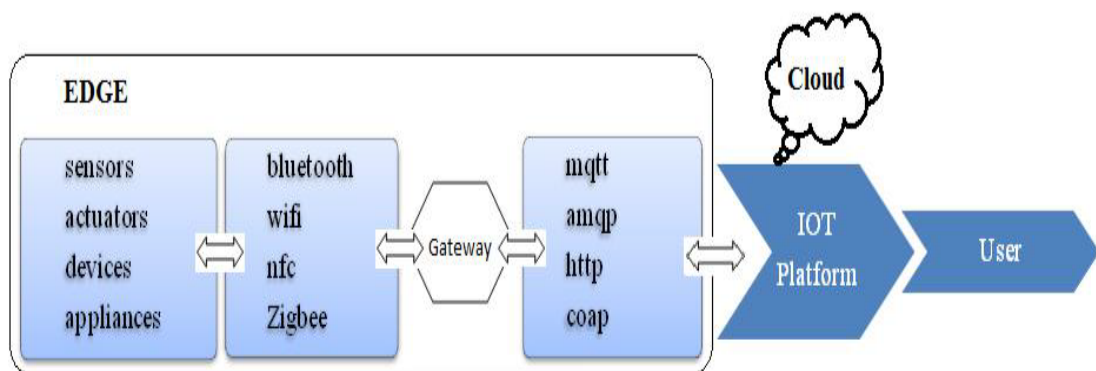 EDGE
sensors
actuators
devices
appliances
bluetooth
wifi
nfc
Zigbee
Gateway
mqtt
amqp
http
coap
Cloud
IOT
Platform
User